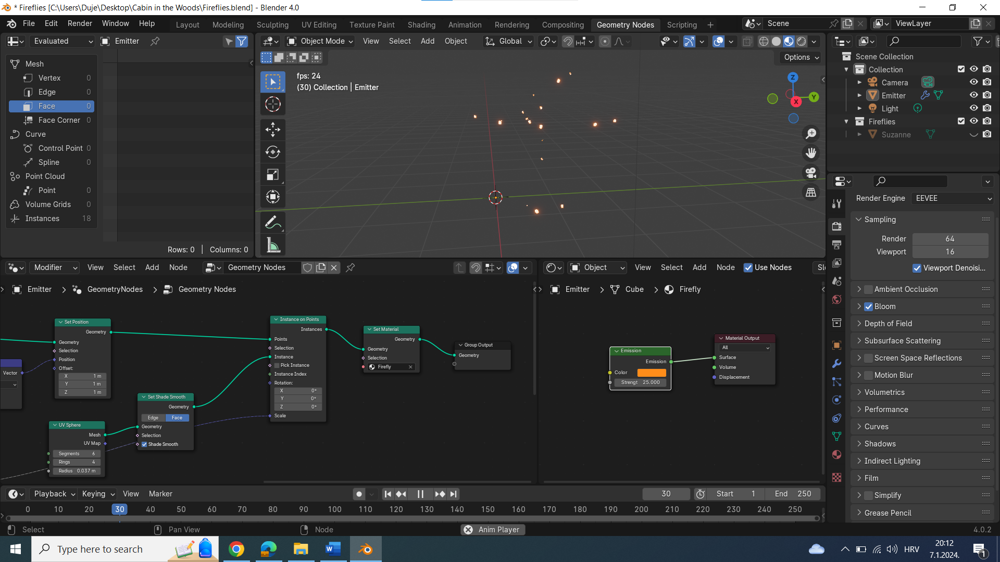 * Fireflies [C:\Users\Duje\Desktop\Cabin in the Woods\Fireflies.blend] - Blender 4.0
File Edit Render Window Help Layout Modeling Sculpting UV Editing Texture Paint Shading Animation Rendering Compositing Geometry Nodes Scripting + Scene ViewLayer
Evaluated Emitter
Mesh
Vertex 0
Edge 0
Face 0
Face Corner 0
Curve
Control Point 0
Spline 0
Point Cloud
Point 0
Volume Grids
Instances 18
Rows: 0 | Columns: 0
Object Mode View Select Add Object Global
Options
fps: 24
(30) Collection | Emitter
Z
Y
X
Scene Collection
Collection
Camera
Emitter
Light
Fireflies
Suzanne
Render Engine EEVEE
Sampling
Render 64
Viewport 16
Viewport Denoisi...
Ambient Occlusion
Bloom
Depth of Field
Subsurface Scattering
Screen Space Reflections
Motion Blur
Volumetrics
Performance
Curves
Shadows
Indirect Lighting
Film
Simplify
Grease Pencil
Modifier View Select Add Node Geometry Nodes
Emitter > GeometryNodes > Geometry Nodes
Vector
Set Position
Geometry
Geometry
Selection
Position
Offset:
X 1 m
Y 1 m
Z 1 m
UV Sphere
Mesh
UV Map
Segments 6
Rings 4
Radius 0.037 m
Set Shade Smooth
Geometry
Edge Face
Geometry
Selection
Shade Smooth
Instance on Points
Instances
Points
Selection
Instance
Pick Instance
Instance Index
Rotation:
X 0°
Y 0°
Z 0°
Scale
Set Material
Geometry
Geometry
Selection
Firefly
Group Output
Geometry
Object View Select Add Node Use Nodes Sl
Emitter > Cube > Firefly
Emission
Emission
Color
Strengt 25.000
Material Output
All
Surface
Volume
Displacement
Playback Keying View Marker 30 Start 1 End 250
0 10 20 30 40 50 60 70 80 90 100 110 120 130 140 150 160 170 180 190 200 210 220 230 240 250
Select Pan View Node Anim Player 4.0.2
Type here to search
HRV
20:12
7.1.2024.
1